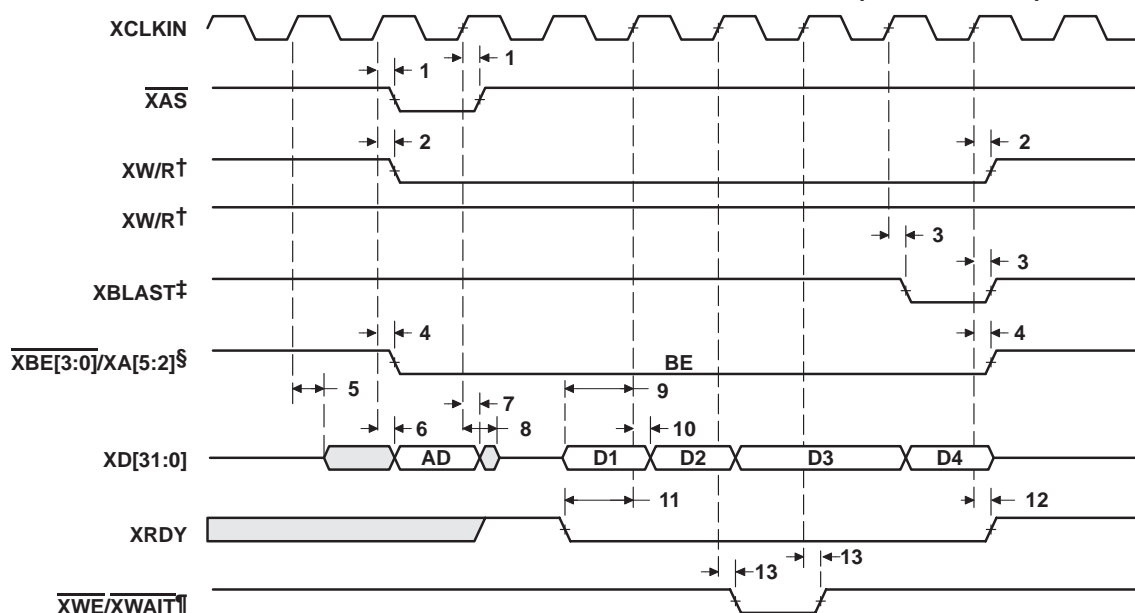 XCLKIN
1
1
XAS
2
2
XW/R†
XW/R†
3
3
XBLAST‡
4
4
XBE[3:0]/XA[5:2]§
BE
5
9
7
6
8
10
XD[31:0]
AD
D1
D2
D3
D4
11
12
XRDY
13
13
XWE/XWAIT¶